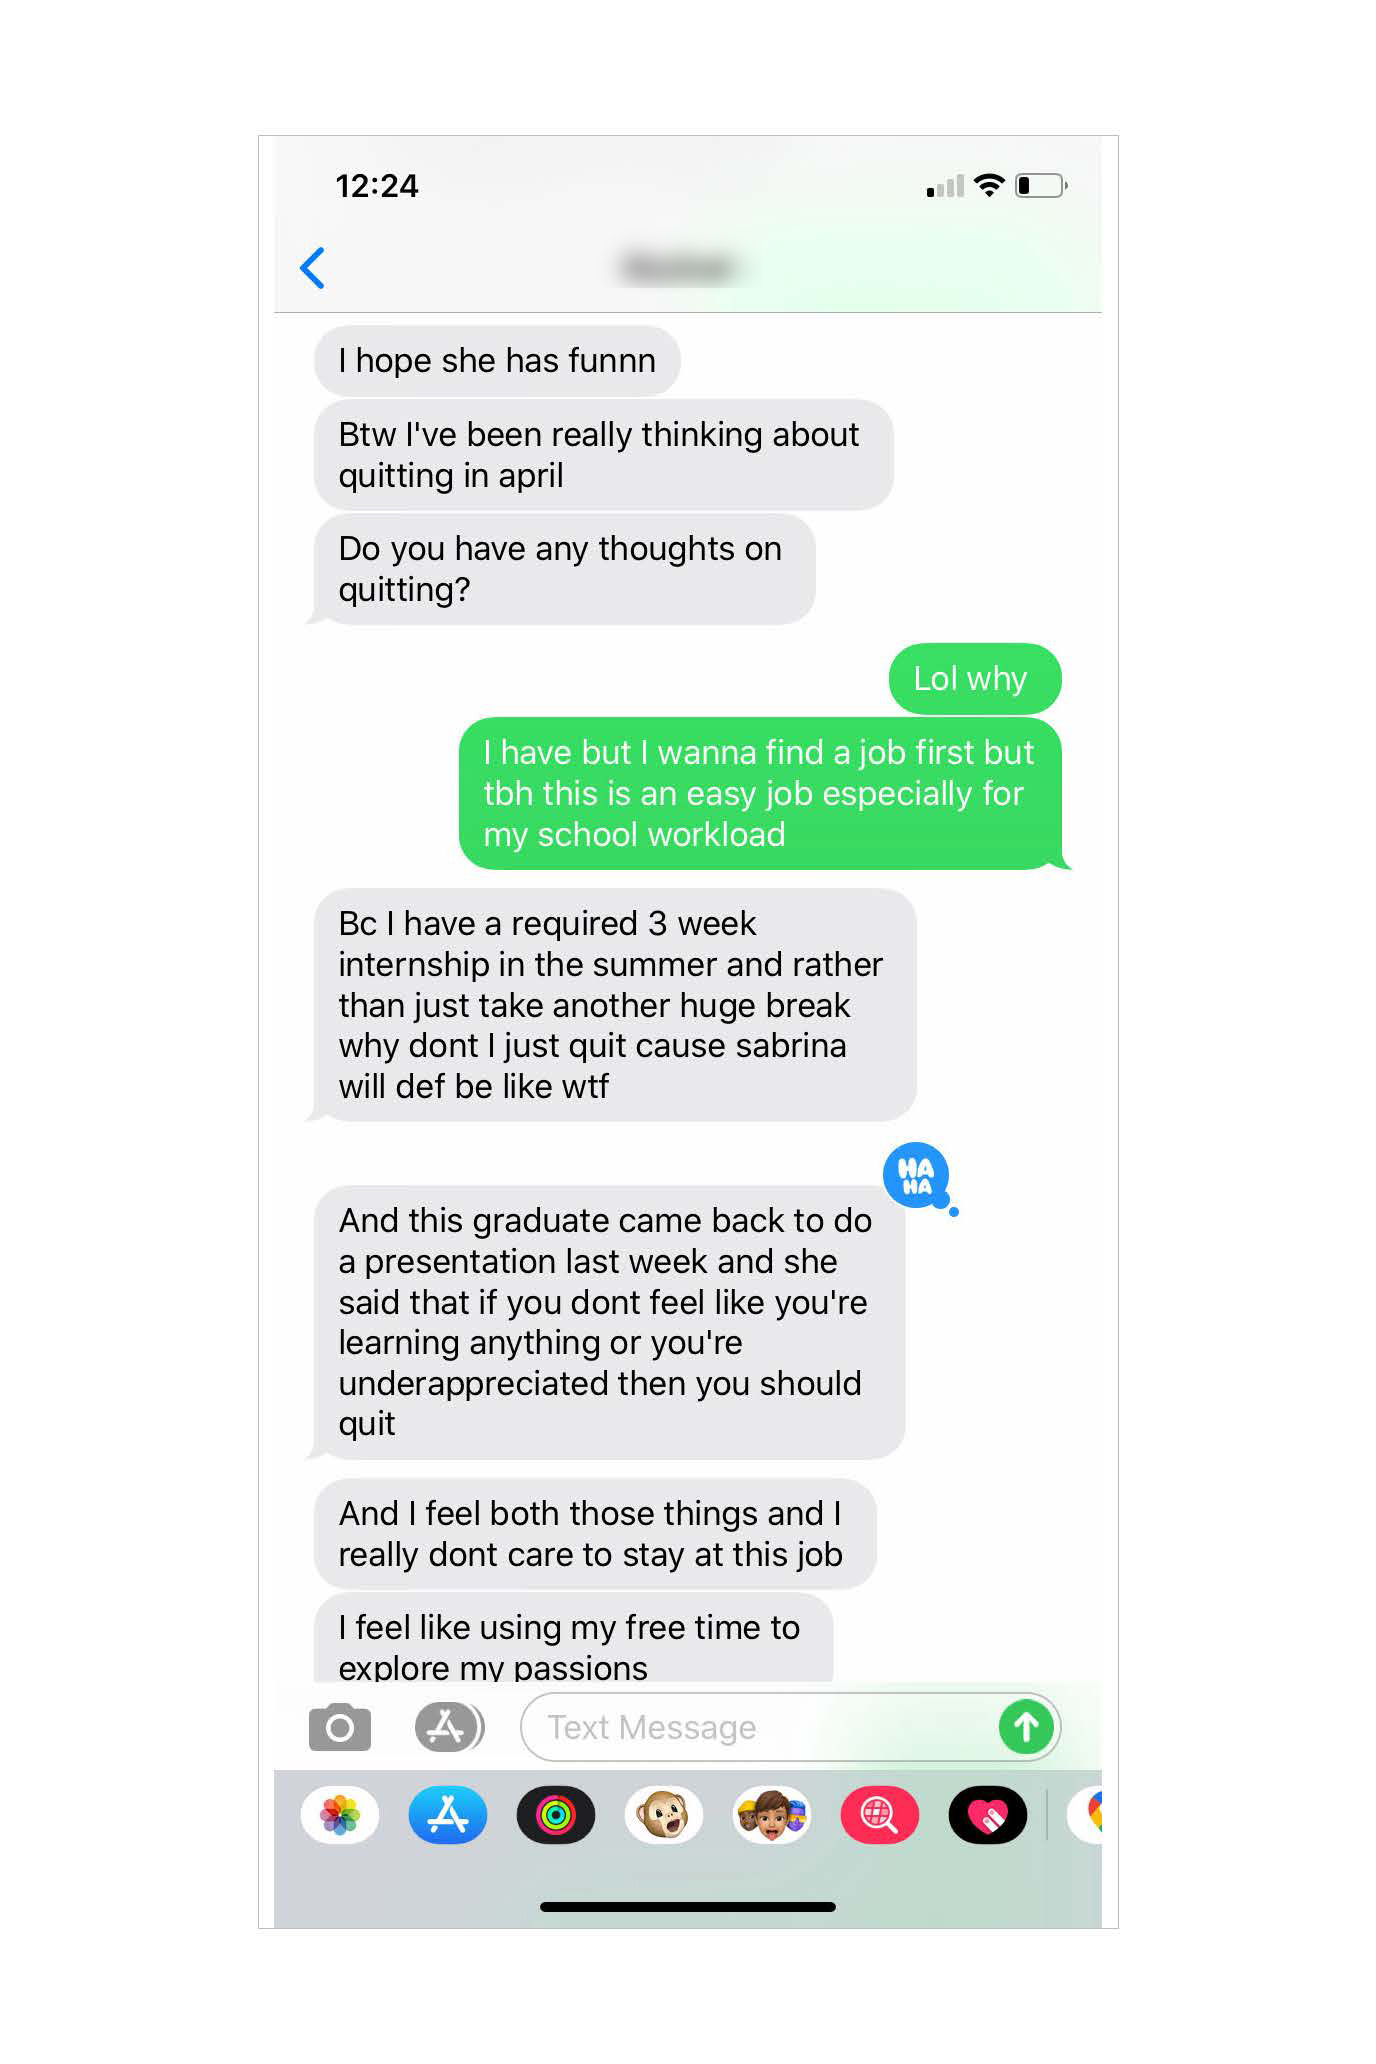 12:24
I hope she has funnn
Btw I've been really thinking about
quitting in april
Do you have any thoughts on
quitting?
Lol why
I have but I wanna find a job first but
tbh this is an easy job especially for
my school workload
Bc I have a required 3 week
internship in the summer and rather
than just take another huge break
why dont I just quit cause sabrina
will def be like wtf
HA
HA
And this graduate came back to do
a presentation last week and she
said that if you dont feel like you're
learning anything or you're
underappreciated then you should
quit
And I feel both those things and I
really dont care to stay at this job
I feel like using my free time to
explore my passions
Text Message